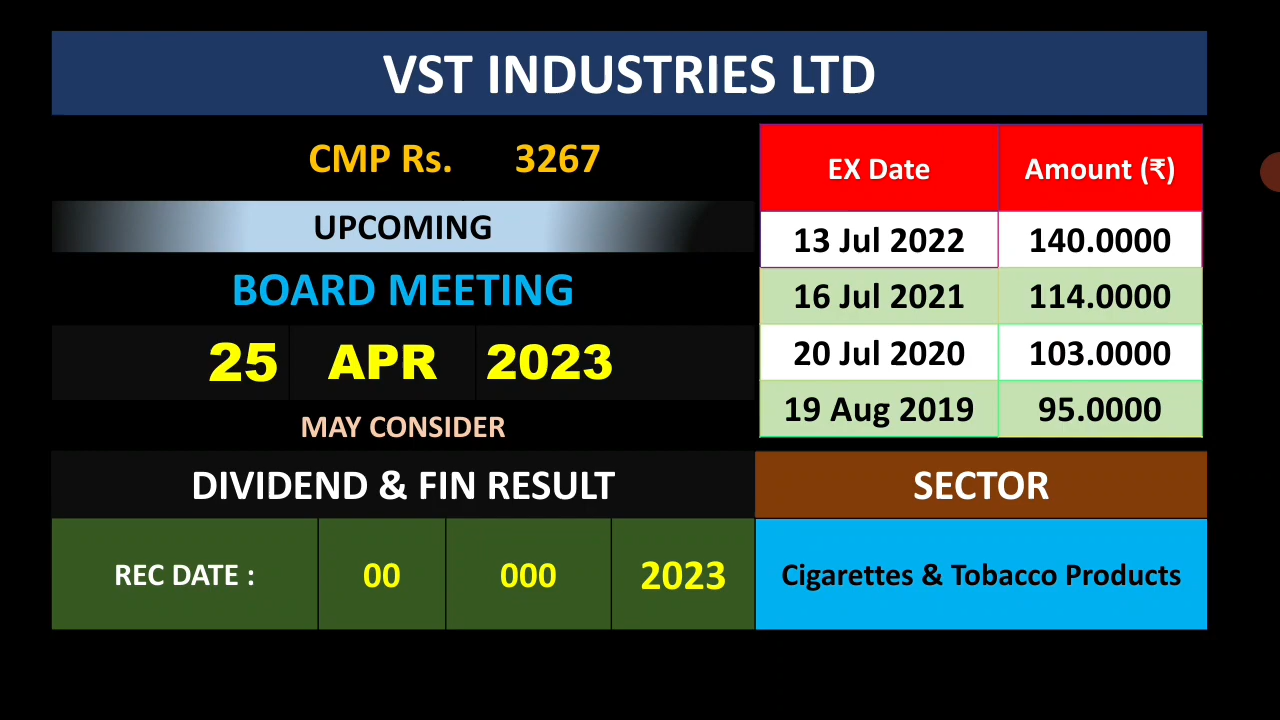 VST INDUSTRIES LTD
CMP Rs. 3267
UPCOMING
BOARD MEETING
25 APR 2023
MAY CONSIDER
DIVIDEND & FIN RESULT
REC DATE : 00 000 2023
EX Date Amount (₹)
13 Jul 2022 140.0000
16 Jul 2021 114.0000
20 Jul 2020 103.0000
19 Aug 2019 95.0000
SECTOR
Cigarettes & Tobacco Products